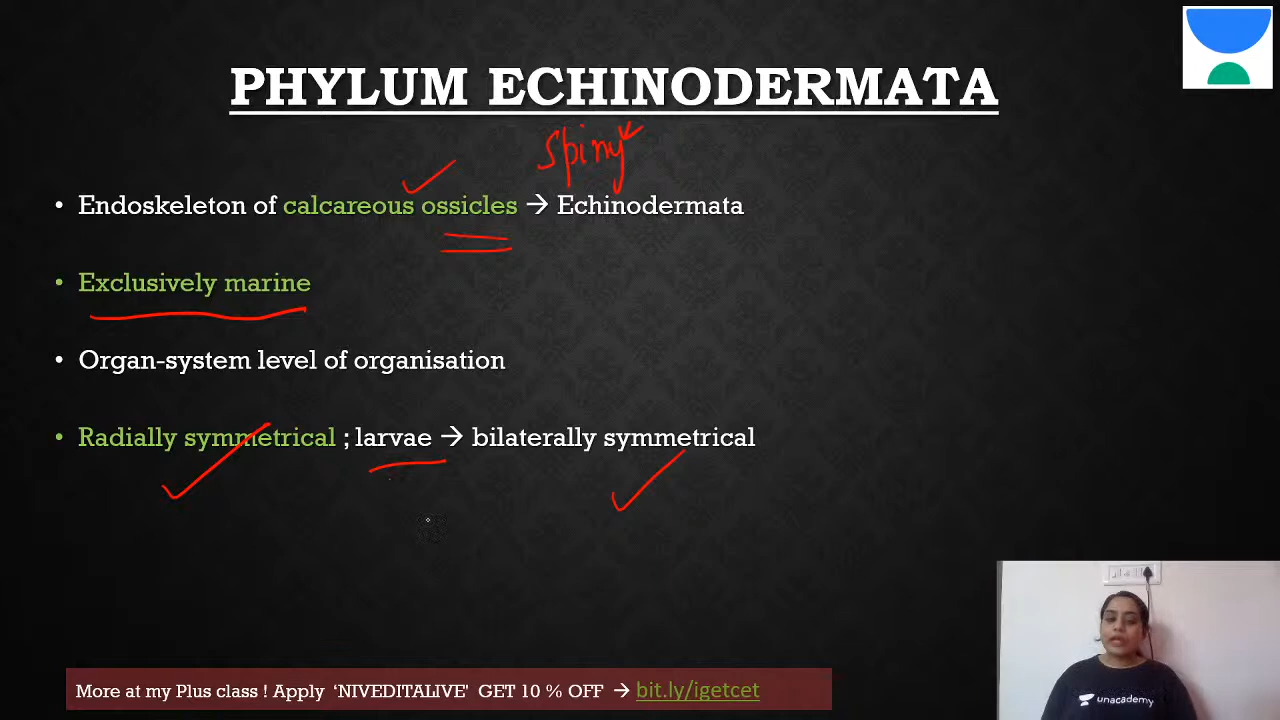 PHYLUM ECHINODERMATA
spiny
• Endoskeleton of calcareous ossicles → Echinodermata
• Exclusively marine
• Organ-system level of organisation
• Radially symmetrical ; larvae → bilaterally symmetrical
unacademy
More at my Plus class ! Apply ‘NIVEDITALIVE’ GET 10 % OFF → bit.ly/igetcet